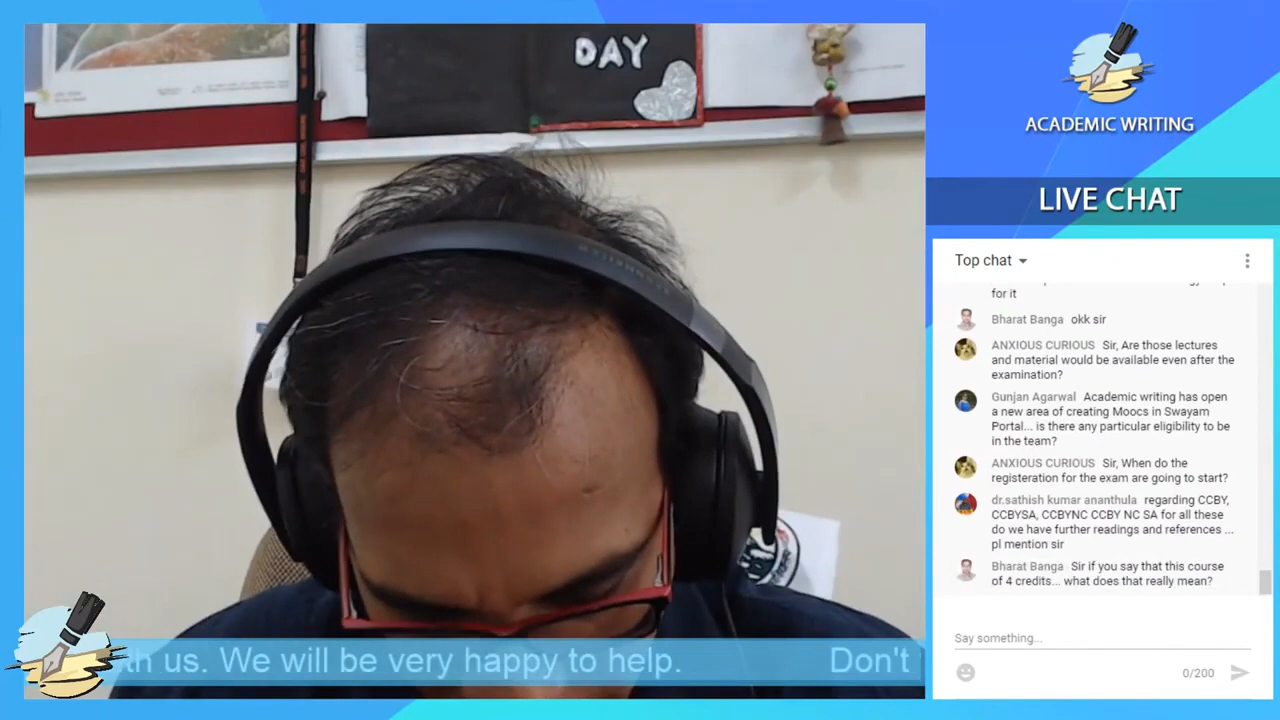 DAY
th us. We will be very happy to help.
Don't
ACADEMIC WRITING
LIVE CHAT
Top chat
for it
Bharat Banga okk sir
ANXIOUS CURIOUS Sir, Are those lectures
and material would be available even after the
examination?
Gunjan Agarwal Academic writing has open
a new area of creating Moocs in Swayam
Portal... is there any particular eligibility to be
in the team?
ANXIOUS CURIOUS Sir, When do the
registeration for the exam are going to start?
dr.sathish kumar ananthula regarding CCBY,
CCBYSA, CCBYNC CCBY NC SA for all these
do we have further readings and references ...
pl mention sir
Bharat Banga Sir if you say that this course
of 4 credits... what does that really mean?
Say something...
0/200